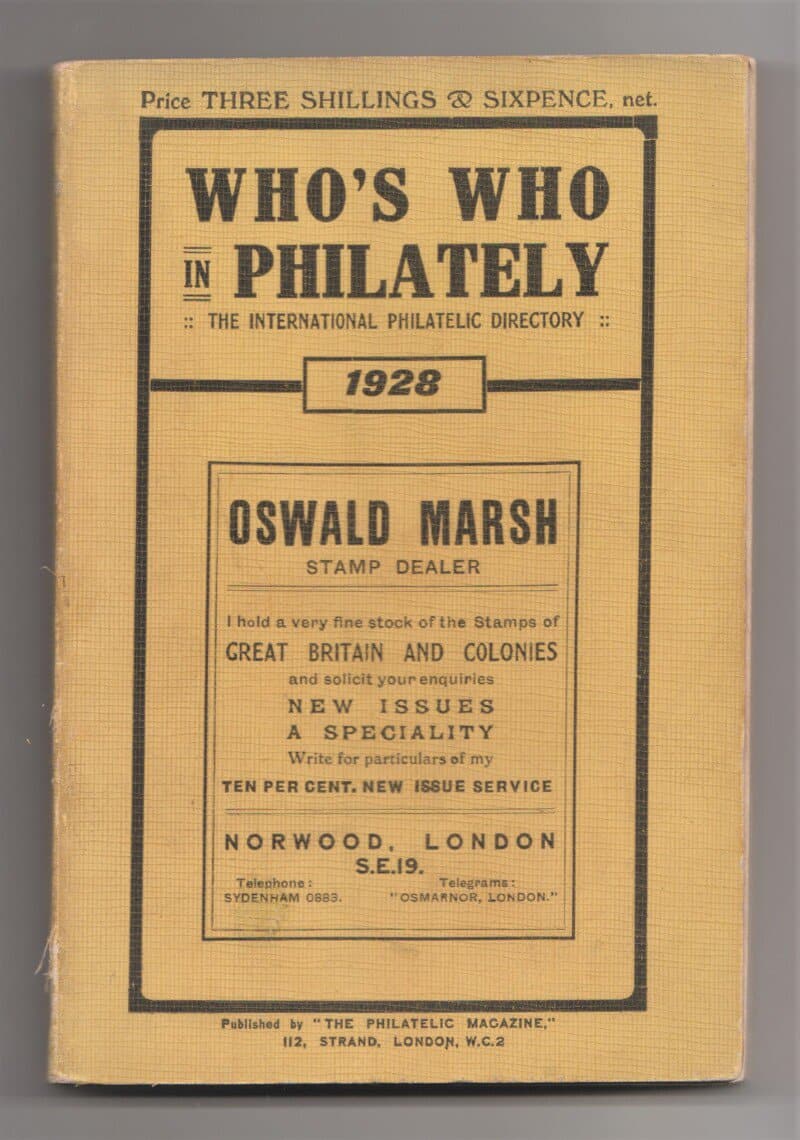 Price THREE SHILLINGS & SIXPENCE, net.
WHO'S WHO
IN PHILATELY
:: THE INTERNATIONAL PHILATELIC DIRECTORY ::
1928
OSWALD MARSH
STAMP DEALER
I hold a very fine stock of the Stamps of
GREAT BRITAIN AND COLONIES
and solicit your enquiries
NEW ISSUES
A SPECIALITY
Write for particulars of my
TEN PER CENT. NEW ISSUE SERVICE
NORWOOD, LONDON
S.E.19.
Telephone: Telegrams:
SYDENHAM 0883. "OSMARNOR, LONDON."
Published by "THE PHILATELIC MAGAZINE,"
112, STRAND, LONDON, W.C.2